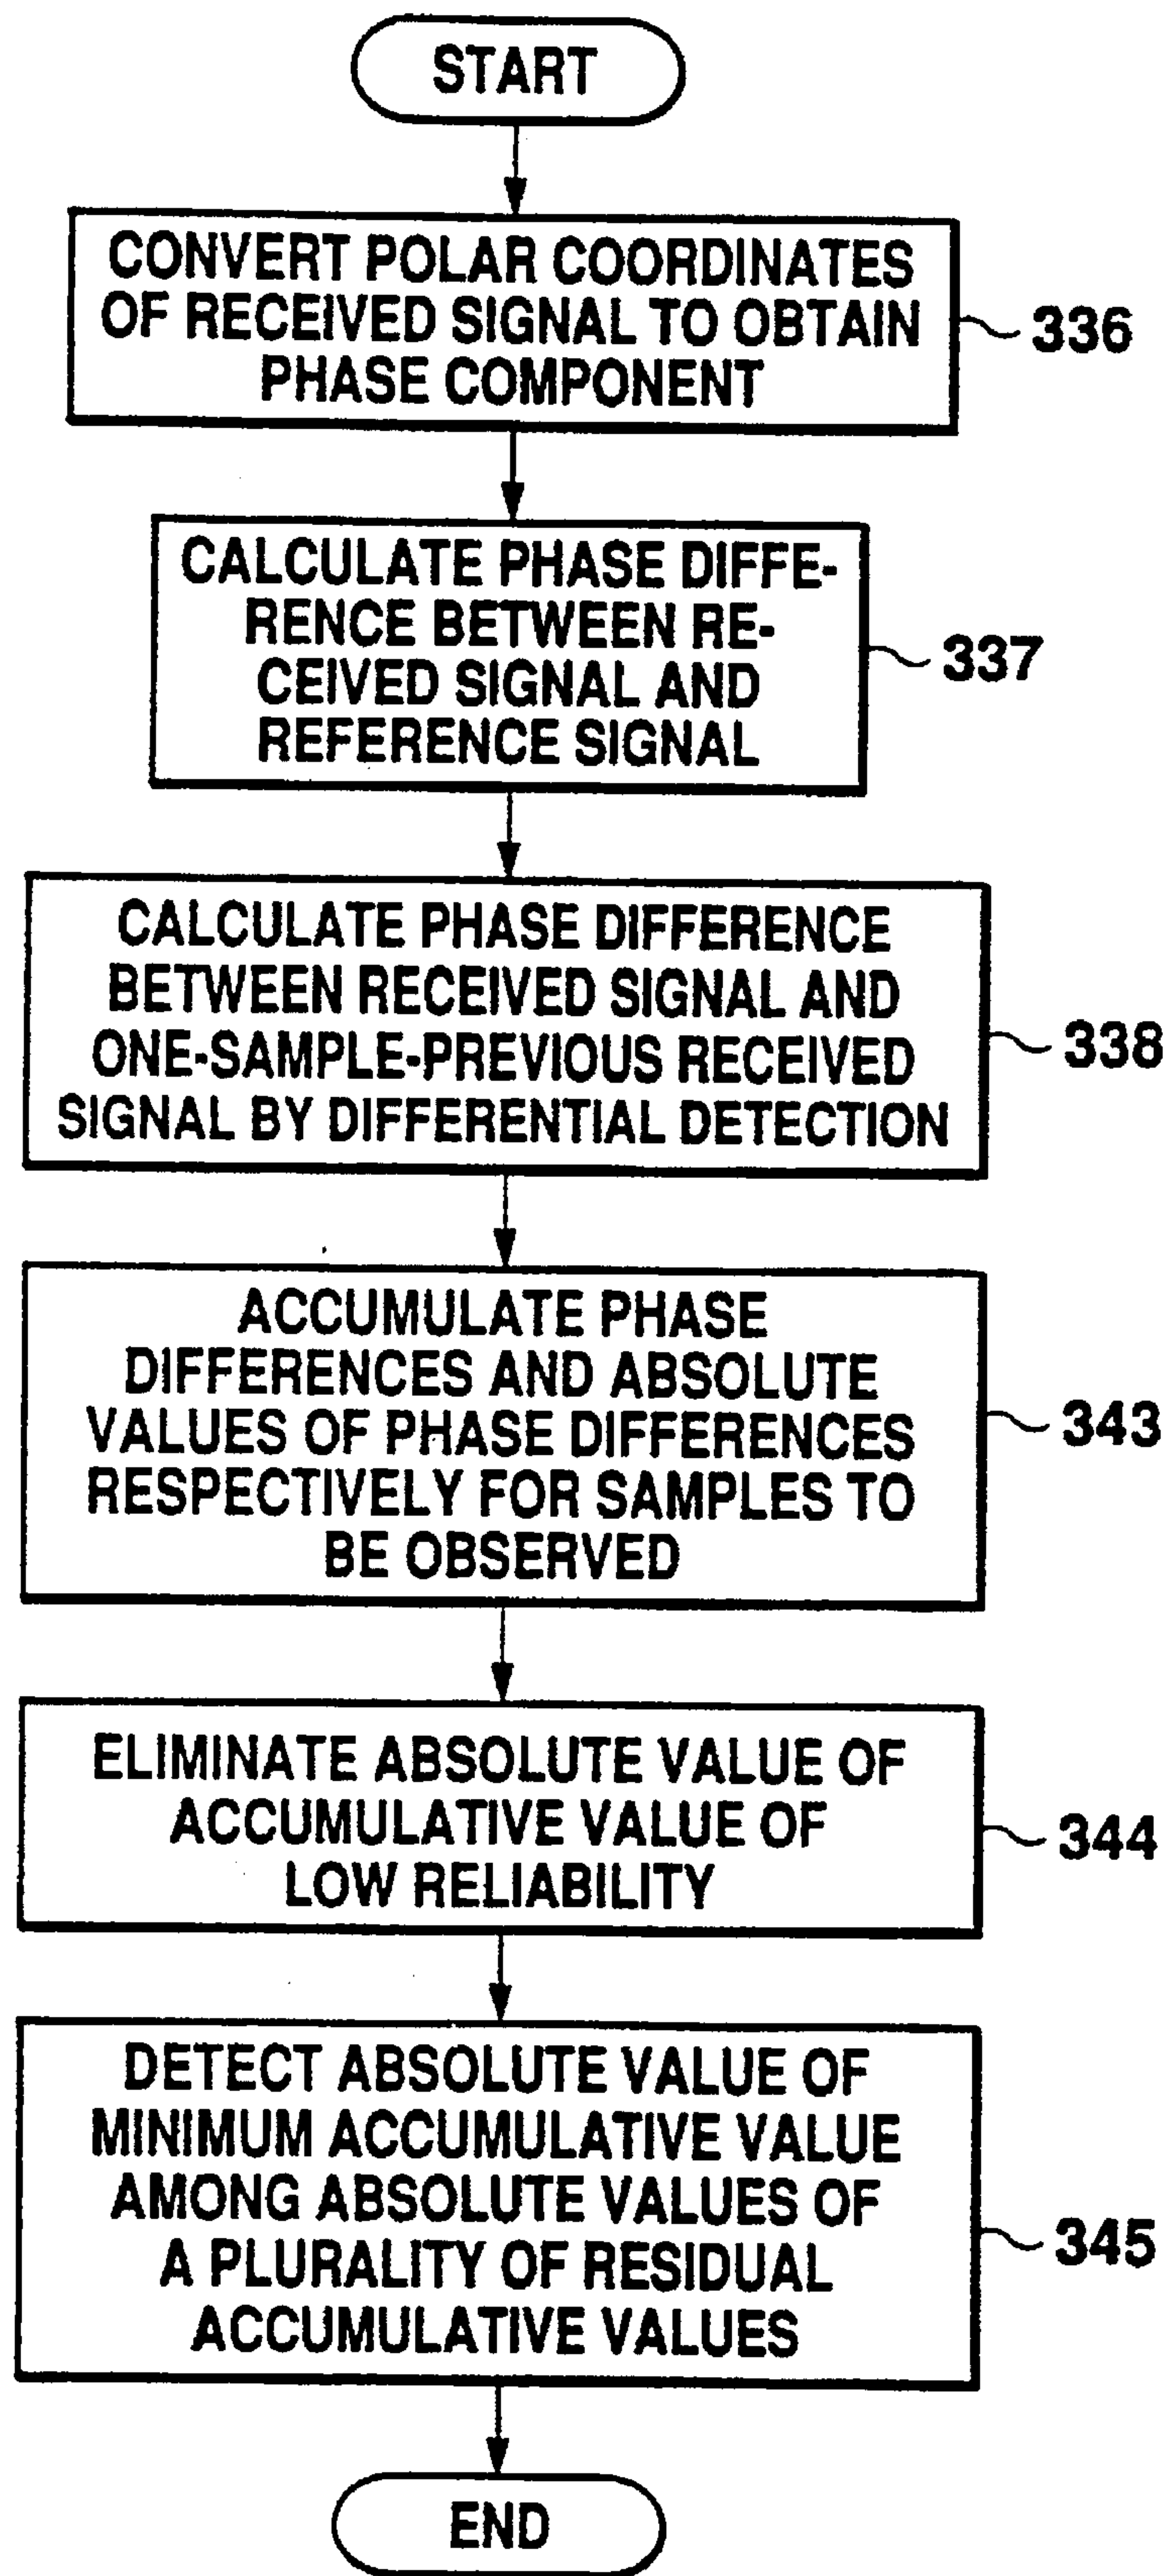 START
CONVERT POLAR COORDINATES
OF RECEIVED SIGNAL TO OBTAIN
PHASE COMPONENT
336
CALCULATE PHASE DIFFE-
RENCE BETWEEN RE-
CEIVED SIGNAL AND
REFERENCE SIGNAL
337
CALCULATE PHASE DIFFERENCE
BETWEEN RECEIVED SIGNAL AND
ONE-SAMPLE-PREVIOUS RECEIVED
SIGNAL BY DIFFERENTIAL DETECTION
338
ACCUMULATE PHASE
DIFFERENCES AND ABSOLUTE
VALUES OF PHASE DIFFERENCES
RESPECTIVELY FOR SAMPLES TO
BE OBSERVED
343
ELIMINATE ABSOLUTE VALUE OF
ACCUMULATIVE VALUE OF
LOW RELIABILITY
344
DETECT ABSOLUTE VALUE OF
MINIMUM ACCUMULATIVE VALUE
AMONG ABSOLUTE VALUES OF
A PLURALITY OF RESIDUAL
ACCUMULATIVE VALUES
345
END